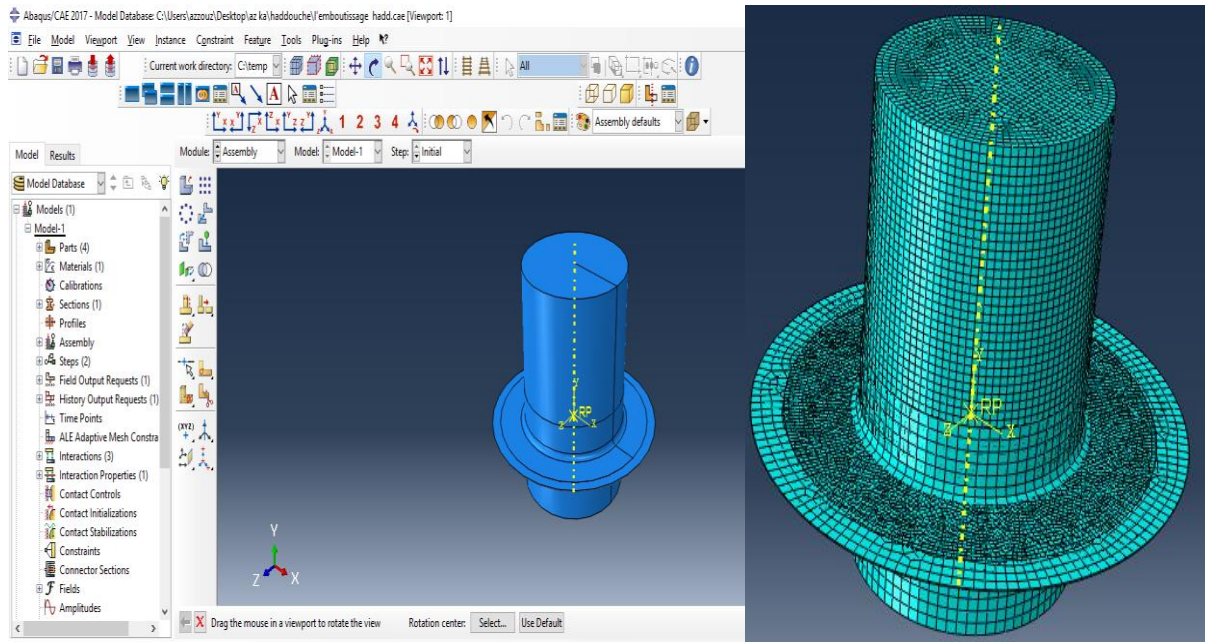 Abaqus/CAE 2017 - Model Database: C:\Users\azzouz\Desktop\az ka\haddouche\l'emboutissage hadd.cae [Viewport: 1]
File Model Viewport View Instance Constraint Feature Tools Plug-ins Help
Current work directory: C:\temp
All
A
A
1 2 3 4
Assembly defaults
Model Results
Module: Assembly Model: Model-1 Step: Initial
Model Database
Models (1)
Model-1
Parts (4)
Materials (1)
Calibrations
Sections (1)
Profiles
Assembly
Steps (2)
Field Output Requests (1)
History Output Requests (1)
Time Points
ALE Adaptive Mesh Constra
Interactions (3)
Interaction Properties (1)
Contact Controls
Contact Initializations
Contact Stabilizations
Constraints
Connector Sections
Fields
Amplitudes
(XYZ)
Y
RP
Z
X
Y
Z
X
Drag the mouse in a viewport to rotate the view Rotation center: Select... Use Default
RP
Z
X